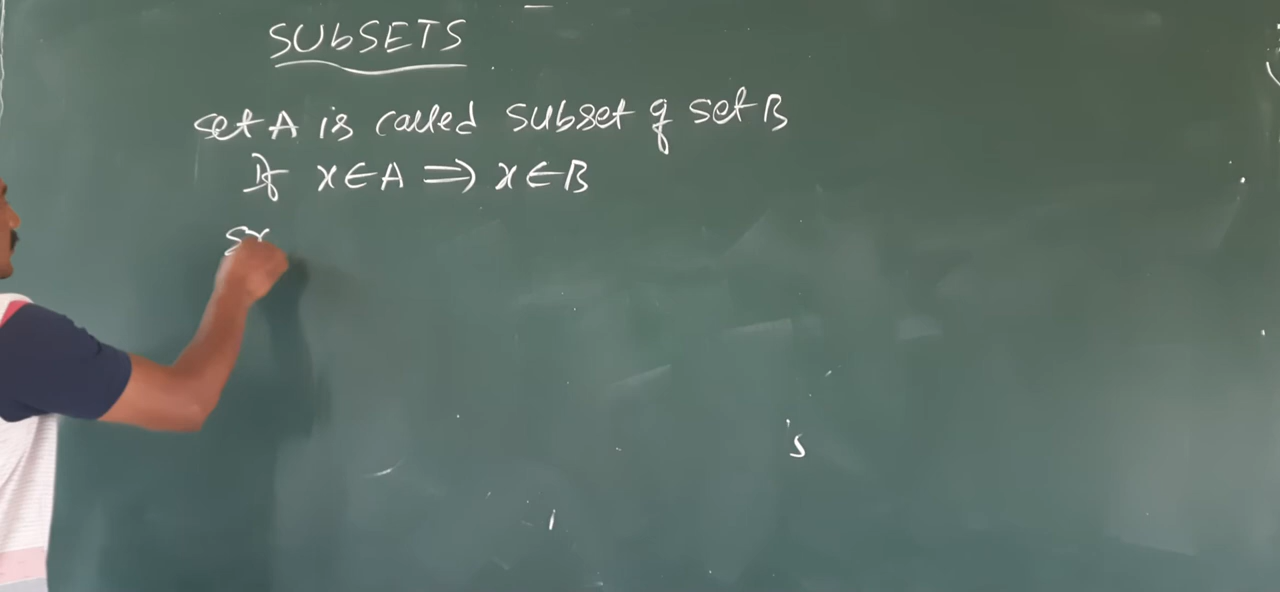 SUbSETS
set A is called subset of set B
If x ∈ A ⟹ x ∈ B